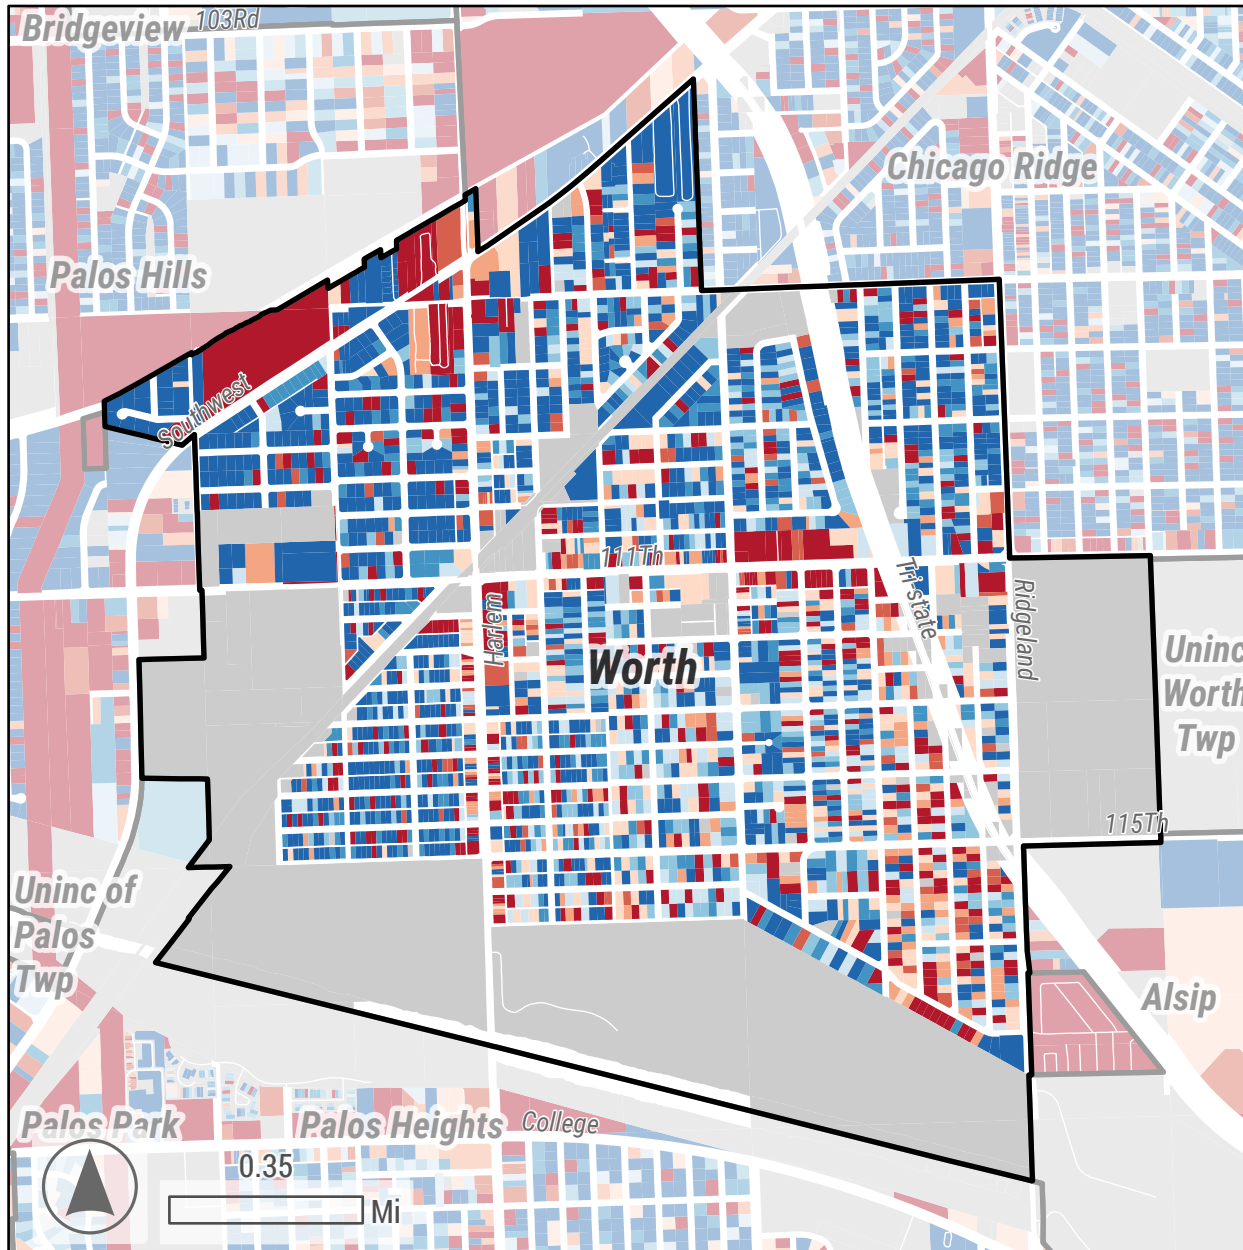 Bridgeview
103Rd
Chicago Ridge
Palos Hills
Southwest
111Th
Tri state
Harlem
Ridgeland
Worth
Uninc
Worth
Twp
115Th
Uninc of
Palos
Twp
Alsip
Palos Park
Palos Heights
College
0.35
Mi